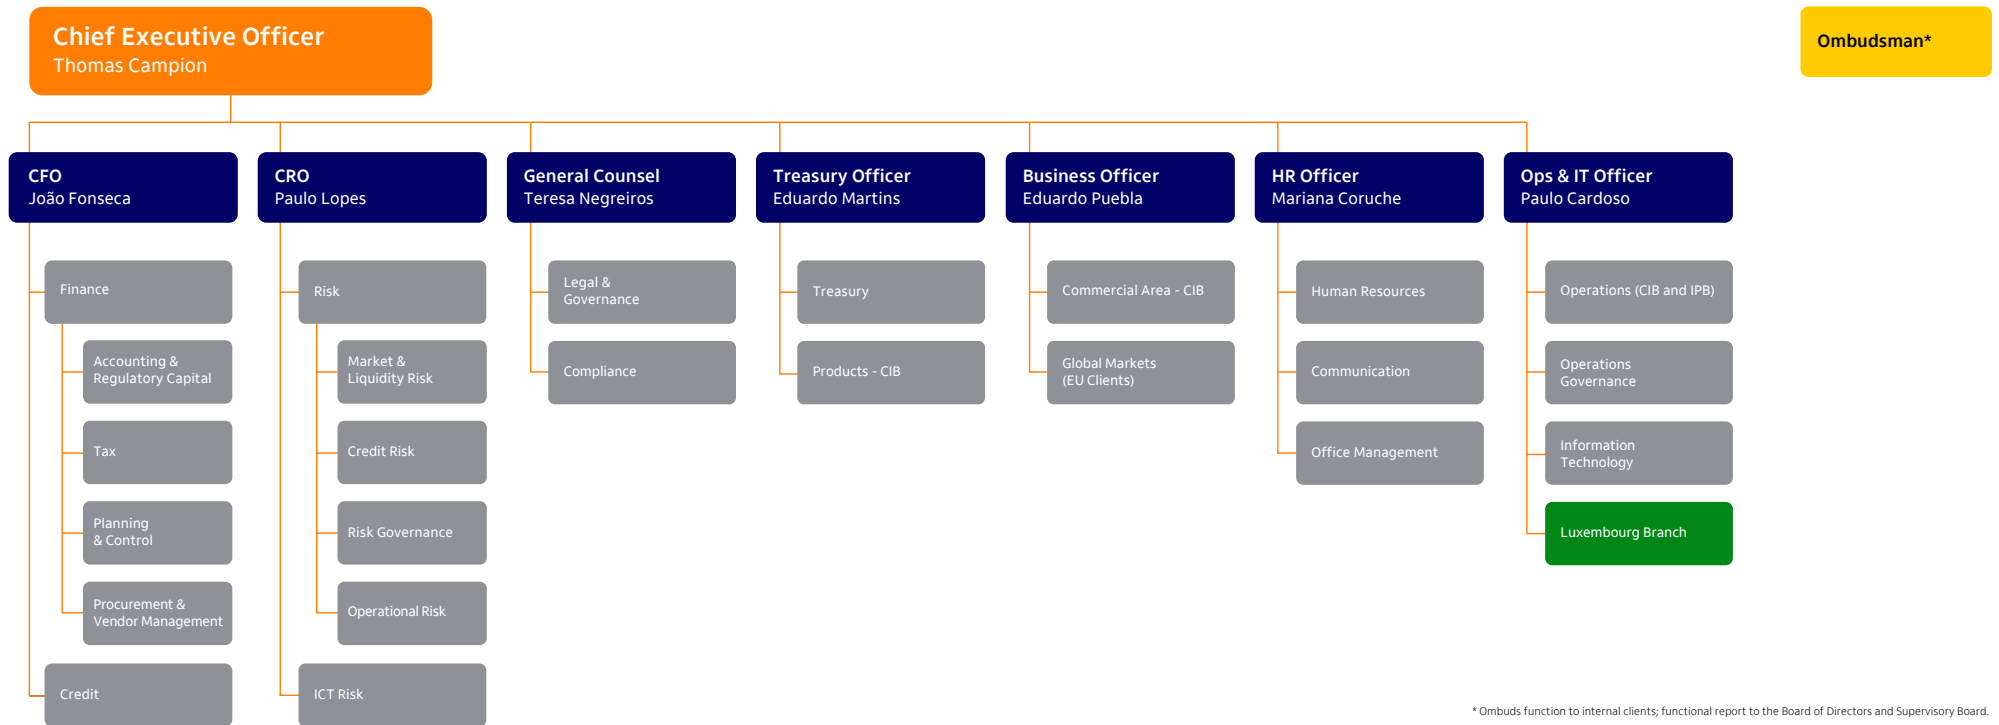 Chief Executive Officer
Thomas Campion
Ombudsman*
CFO
João Fonseca
Finance
Accounting &
Regulatory Capital
Tax
Planning
& Control
Procurement &
Vendor Management
Credit
CRO
Paulo Lopes
Risk
Market &
Liquidity Risk
Credit Risk
Risk Governance
Operational Risk
ICT Risk
General Counsel
Teresa Negreiros
Legal &
Governance
Compliance
Treasury Officer
Eduardo Martins
Treasury
Products - CIB
Business Officer
Eduardo Puebla
Commercial Area - CIB
Global Markets
(EU Clients)
HR Officer
Mariana Coruche
Human Resources
Communication
Office Management
Ops & IT Officer
Paulo Cardoso
Operations (CIB and IPB)
Operations
Governance
Information
Technology
Luxembourg Branch
* Ombuds function to internal clients; functional report to the Board of Directors and Supervisory Board.